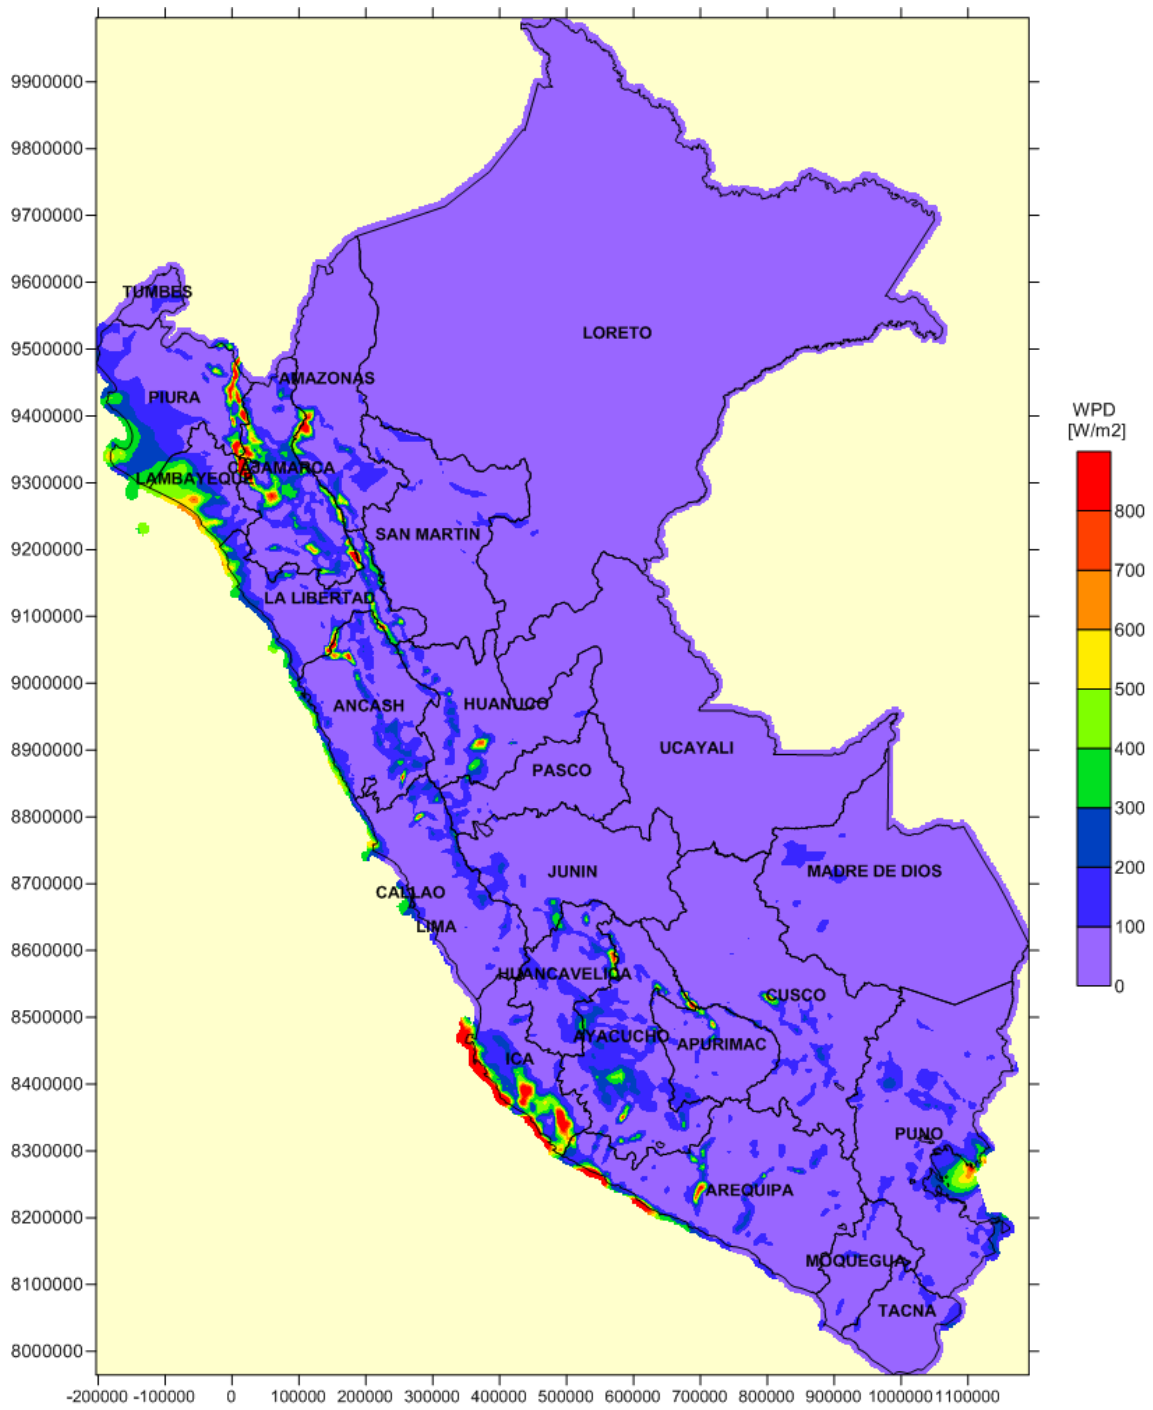 9900000
9800000
9700000
9600000
9500000
9400000
9300000
9200000
9100000
9000000
8900000
8800000
8700000
8600000
8500000
8400000
8300000
8200000
8100000
8000000
TUMBES
LORETO
AMAZONAS
PIURA
CAJAMARCA
LAMBAYEQUE
SAN MARTIN
LA LIBERTAD
ANCASH
HUANUCO
UCAYALI
PASCO
JUNIN
MADRE DE DIOS
CALLAO
LIMA
HUANCAVELICA
CUSCO
AYACUCHO
APURIMAC
ICA
PUNO
AREQUIPA
MOQUEGUA
TACNA
WPD
[W/m2]
800
700
600
500
400
300
200
100
0
-200000 -100000 0 100000 200000 300000 400000 500000 600000 700000 800000 900000 1000000 1100000